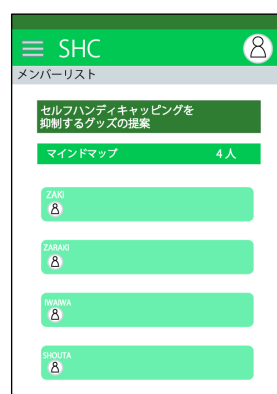 SHC
メンバーリスト
セルフハンディキャッピングを
抑制するグッズの提案
マインドマップ 4人
ZAKI
ZARAKI
IWAIWA
SHOUTA